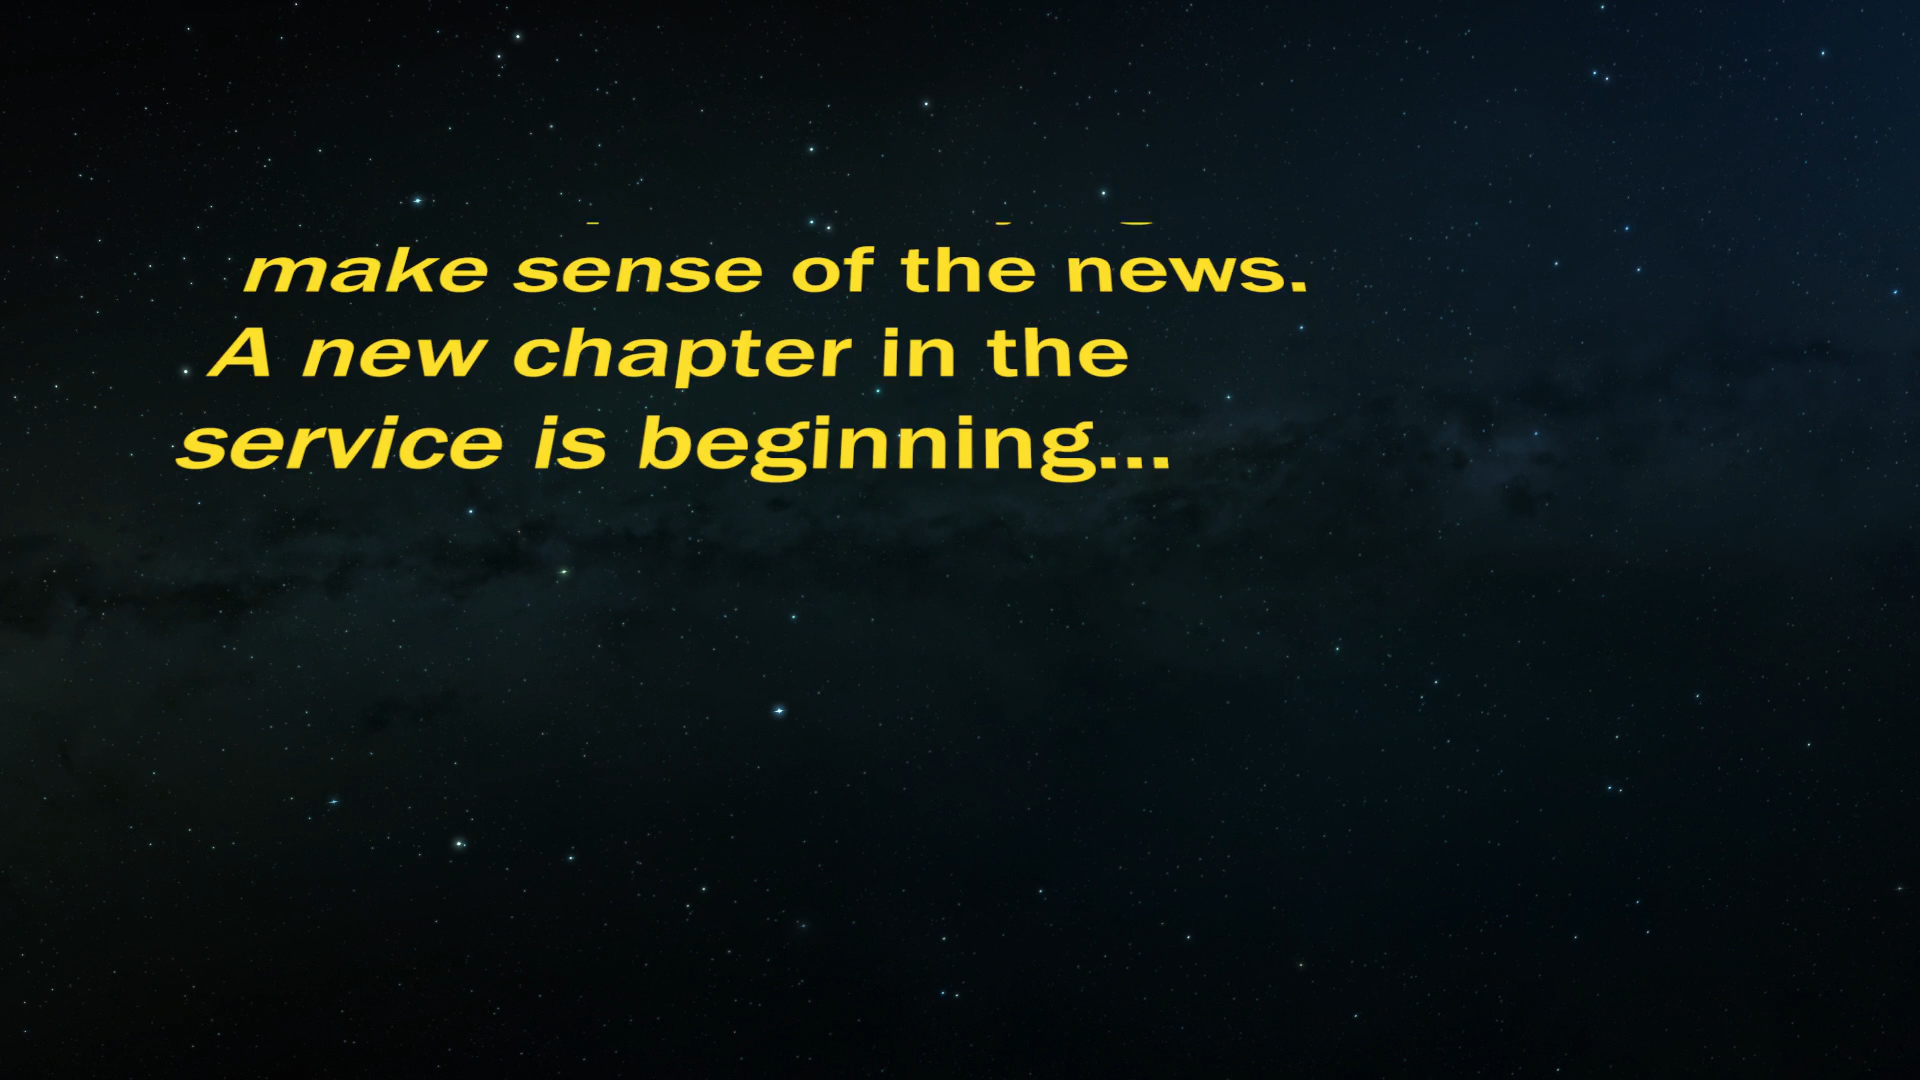 make sense of the news.
A new chapter in the
service is beginning...